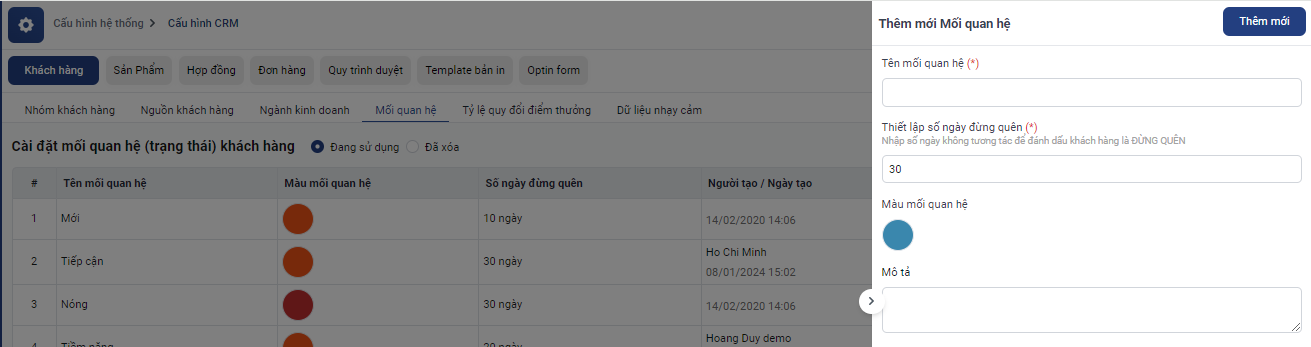 Cấu hình hệ thống > Cấu hình CRM
Khách hàng Sản Phẩm Hợp đồng Đơn hàng Quy trình duyệt Template bản in Optin form
Nhóm khách hàng Nguồn khách hàng Ngành kinh doanh Mối quan hệ Tỷ lệ quy đổi điểm thưởng Dữ liệu nhạy cảm
Cài đặt mối quan hệ (trạng thái) khách hàng Đang sử dụng Đã xóa
# Tên mối quan hệ Màu mối quan hệ Số ngày đừng quên Người tạo / Ngày tạo
1 Mới 10 ngày 14/02/2020 14:06
2 Tiếp cận 30 ngày Ho Chi Minh
08/01/2024 15:02
3 Nóng 30 ngày 14/02/2020 14:06
4 Tiềm năng 20 ngày Hoang Duy demo
Thêm mới Mối quan hệ Thêm mới
Tên mối quan hệ (*)
Thiết lập số ngày đừng quên (*)
Nhập số ngày không tương tác để đánh dấu khách hàng là ĐỪNG QUÊN
30
Màu mối quan hệ
Mô tả